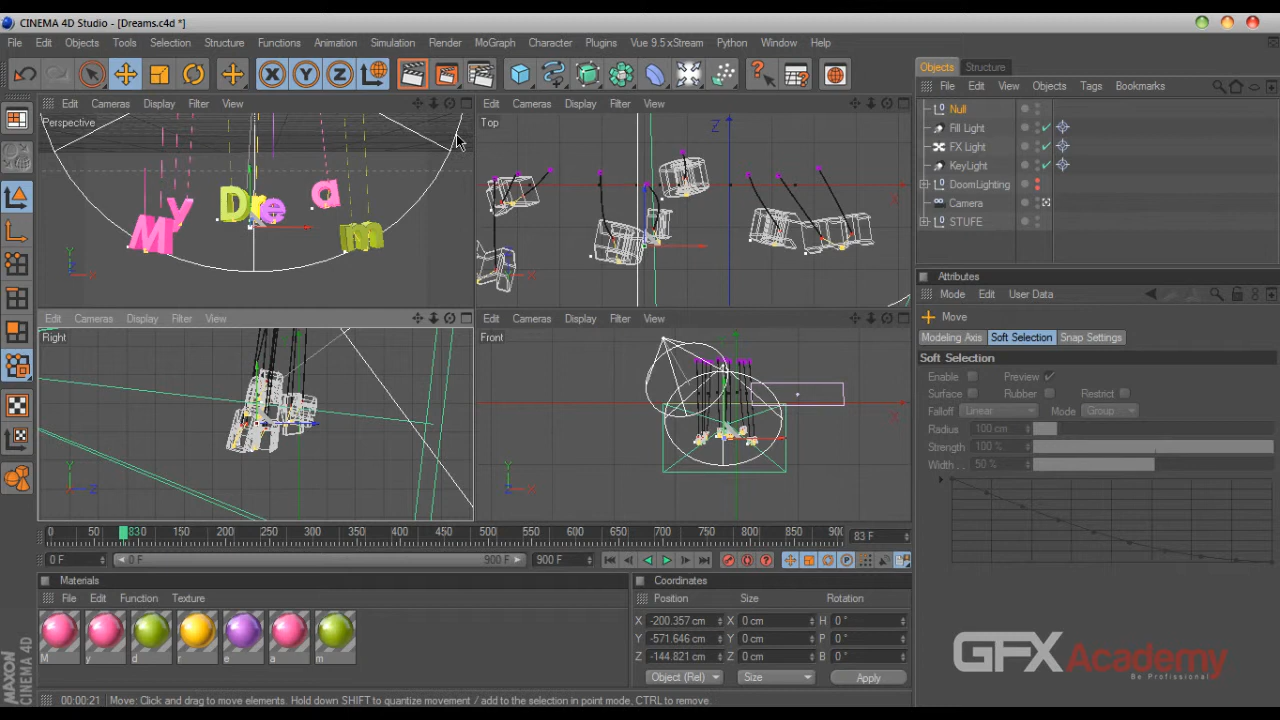 CINEMA 4D Studio - [Dreams.c4d *]
File Edit Objects Tools Selection Structure Functions Animation Simulation Render MoGraph Character Plugins Vue 9.5 xStream Python Window Help
X Y Z
Objects Structure
File Edit View Objects Tags Bookmarks
Null
Fill Light
FX Light
KeyLight
DoomLighting
Camera
STUFE
Edit Cameras Display Filter View
Perspective
My Dream
Y
X
Edit Cameras Display Filter View
Top
Z
X
Edit Cameras Display Filter View
Right
Y
Z
Edit Cameras Display Filter View
Front
X
Y
X
Attributes
Mode Edit User Data
Move
Modeling Axis Soft Selection Snap Settings
Soft Selection
Enable Preview
Surface Rubber Restrict
Falloff Linear Mode Group
Radius 100 cm
Strength 100 %
Width . . 50 %
0 50 830 150 200 250 300 350 400 450 500 550 600 650 700 750 800 850 90 83 F
0 F 0 F 900 F 900 F
Materials
File Edit Function Texture
M y d r e a m
Coordinates
Position Size Rotation
X -200.357 cm X 0 cm H 0 °
Y -571.646 cm Y 0 cm P 0 °
Z -144.821 cm Z 0 cm B 0 °
Object (Rel) Size Apply
MAXON CINEMA 4D
GFX Academy
Be Profissional
00:00:21 Move: Click and drag to move elements. Hold down SHIFT to quantize movement / add to the selection in point mode, CTRL to remove.